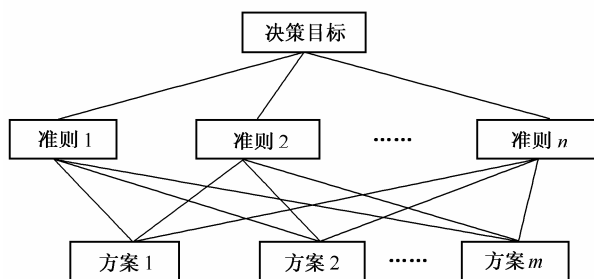 决策目标
准则 1 准则 2 …… 准则 n
方案 1 方案 2 …… 方案 m